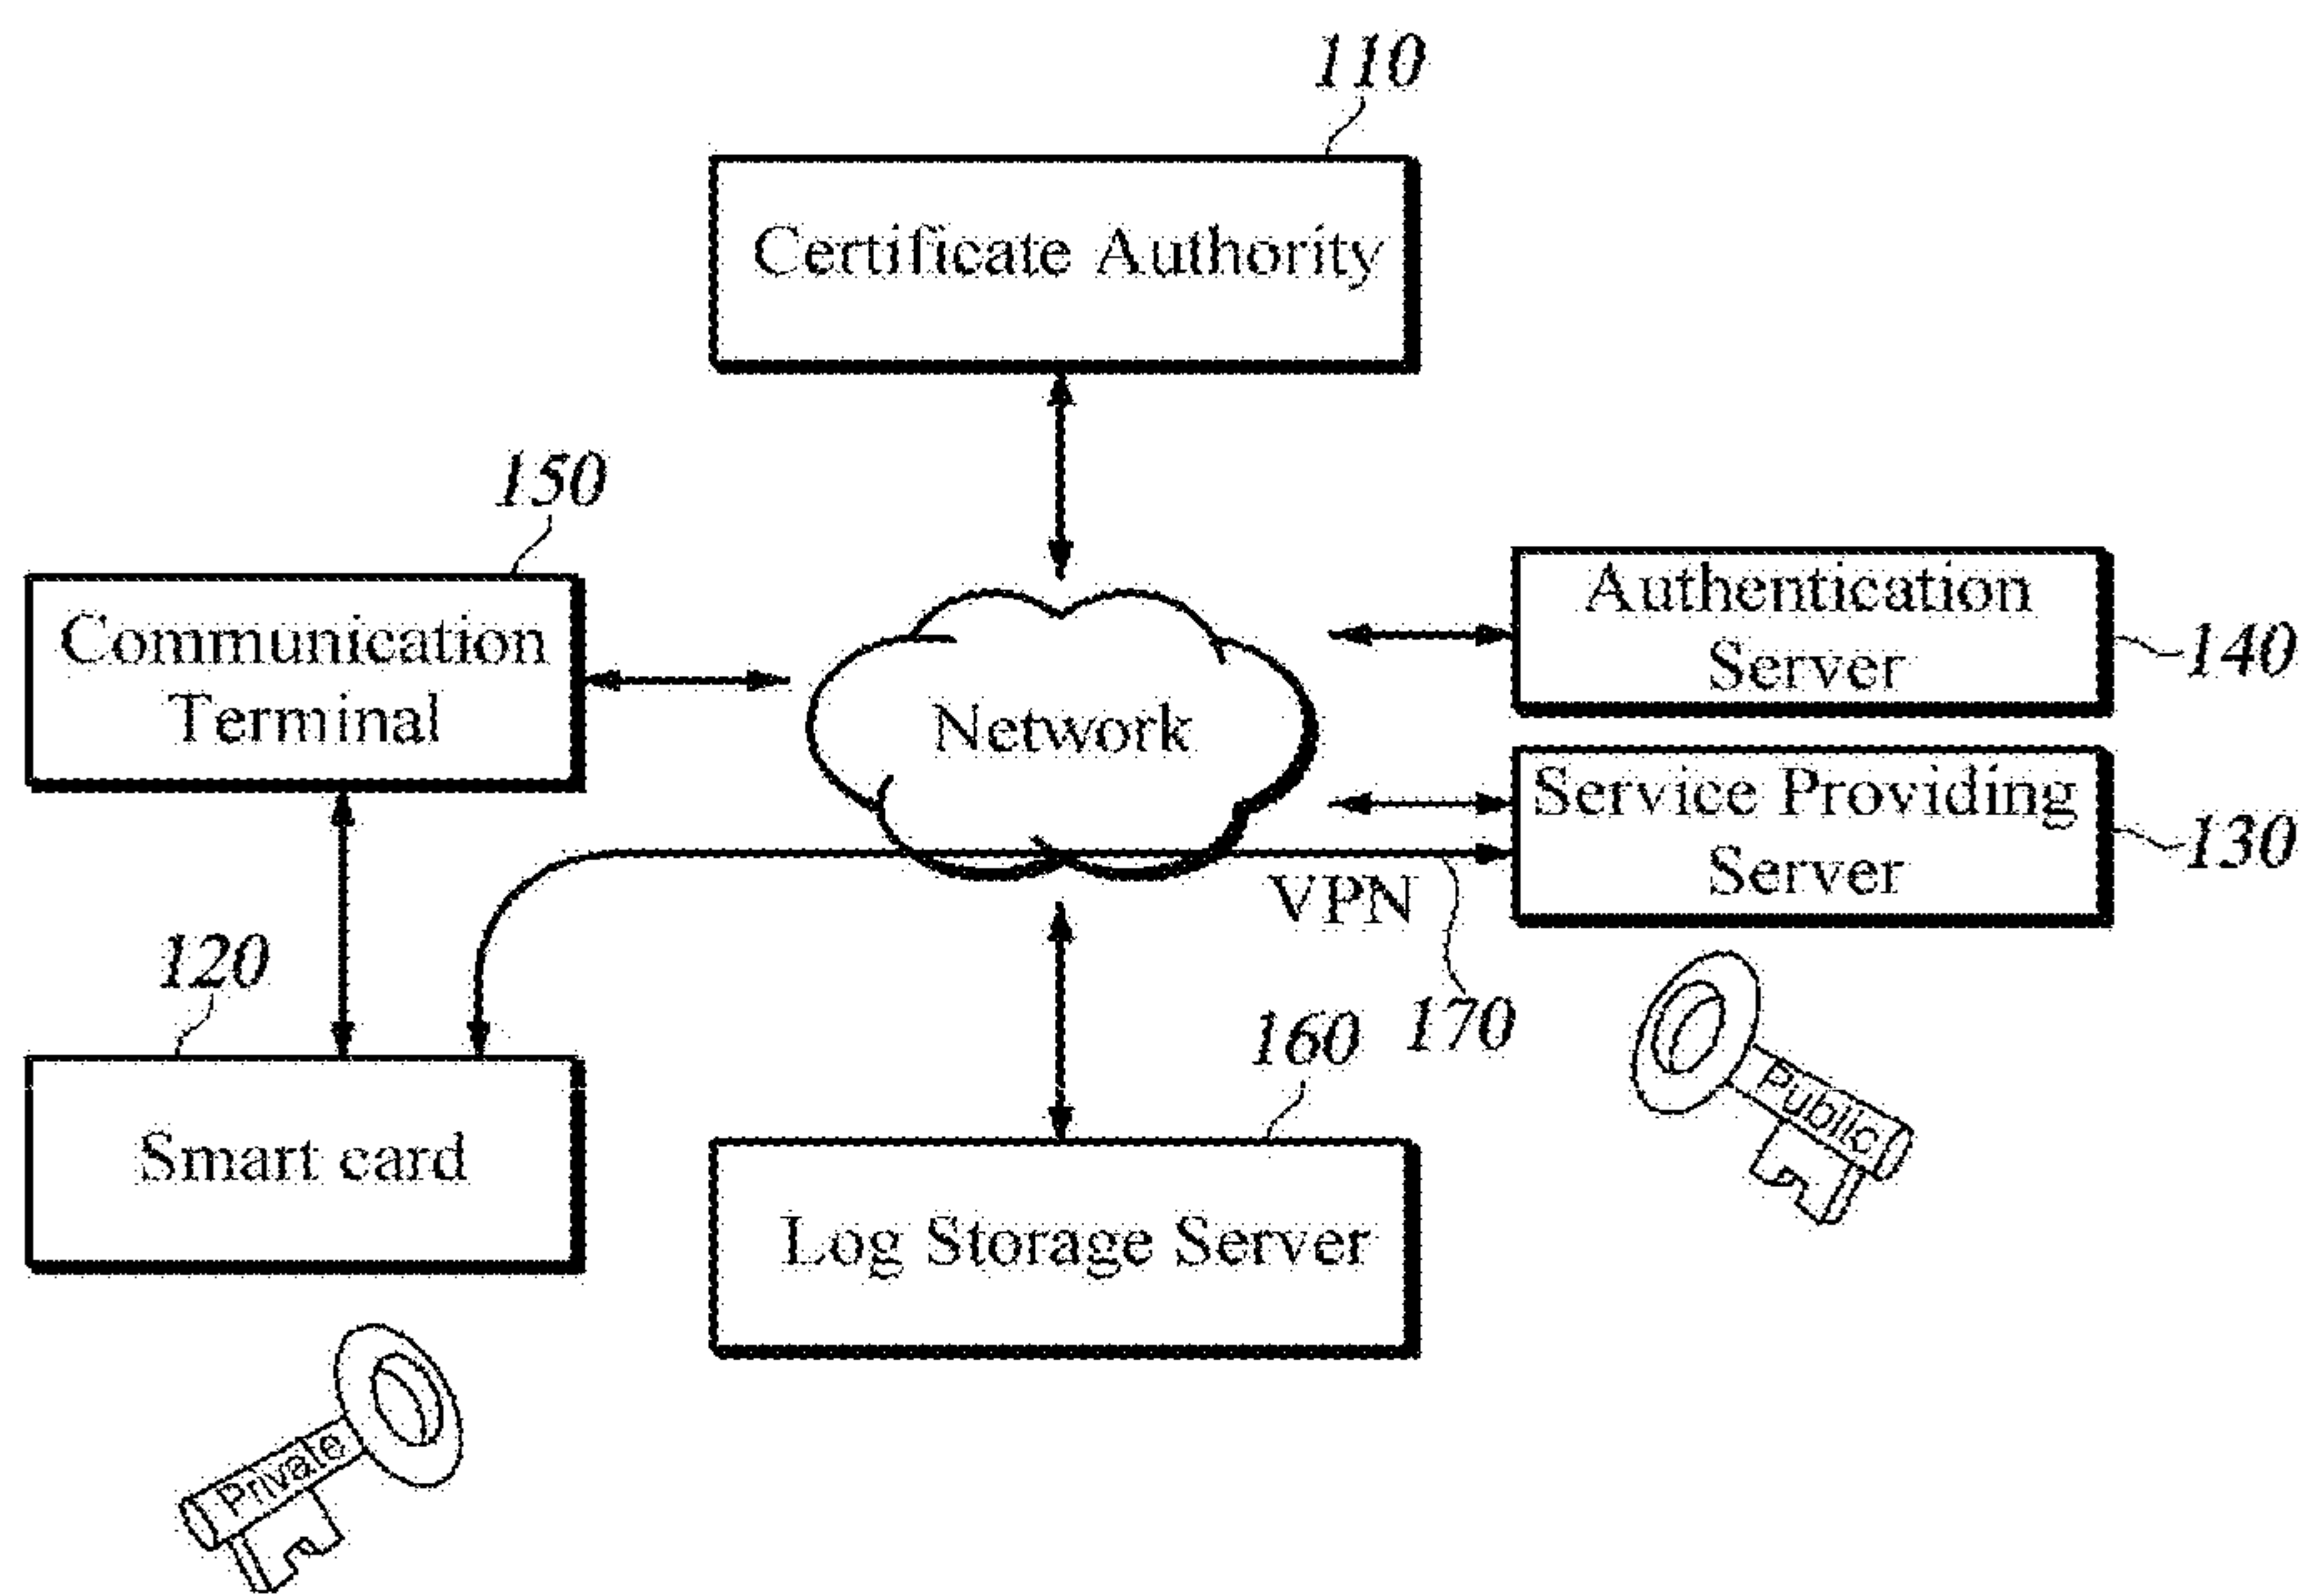 110
Certificate Authority
150
Communication
Terminal
Authentication
Server
140
Network
Service Providing
Server
130
VPN
170
120
Smart card
160
Log Storage Server
Public
Private